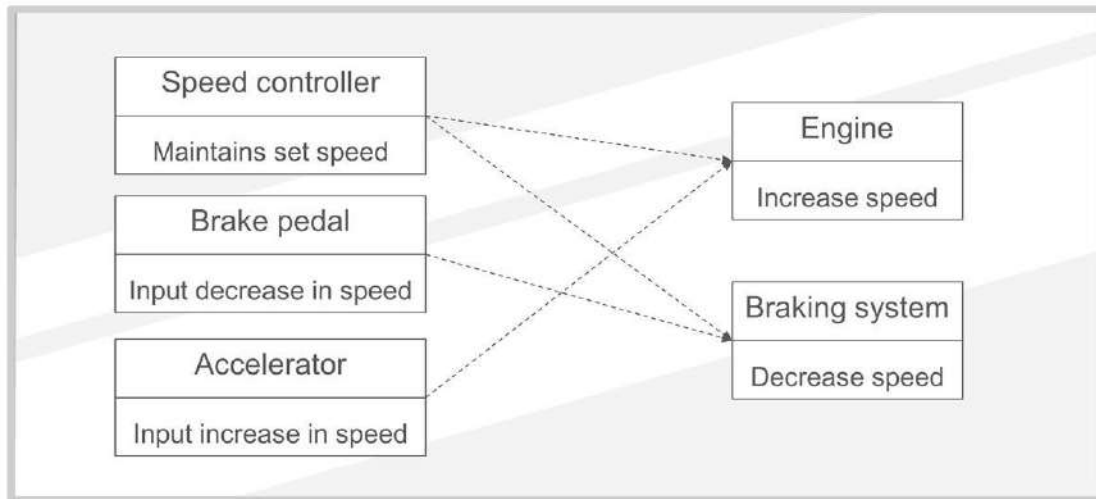 Speed controller
Maintains set speed
Brake pedal
Input decrease in speed
Accelerator
Input increase in speed
Engine
Increase speed
Braking system
Decrease speed